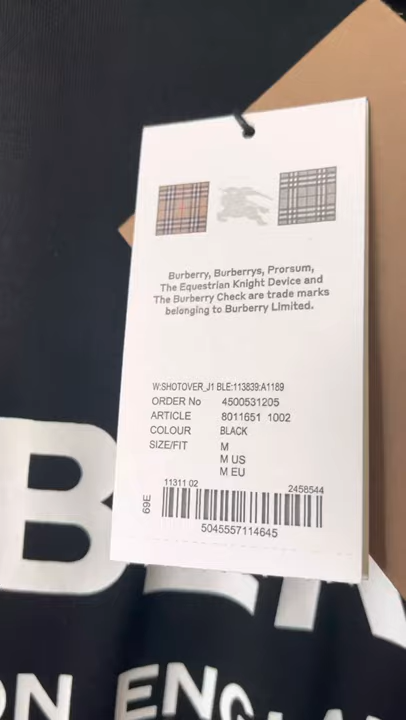 Burberry, Burberrys, Prorsum,
The Equestrian Knight Device and
The Burberry Check are trade marks
belonging to Burberry Limited.
W:SHOTOVER_J1 BLE:113839:A1189
ORDER No 4500531205
ARTICLE 8011651 1002
COLOUR BLACK
SIZE/FIT M
M US
M EU
11311 02 2458544
69E
5045557114645
B
ON ENGLA